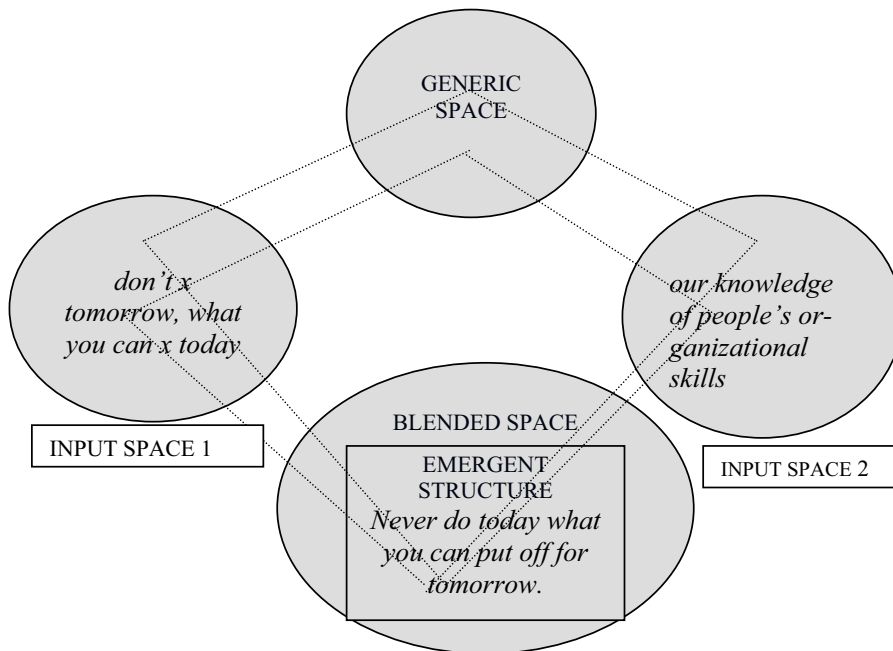 GENERIC
SPACE
don’t x
tomorrow, what
you can x today
our knowledge
of people’s or-
ganizational
skills
INPUT SPACE 1
INPUT SPACE 2
BLENDED SPACE
EMERGENT
STRUCTURE
Never do today what
you can put off for
tomorrow.